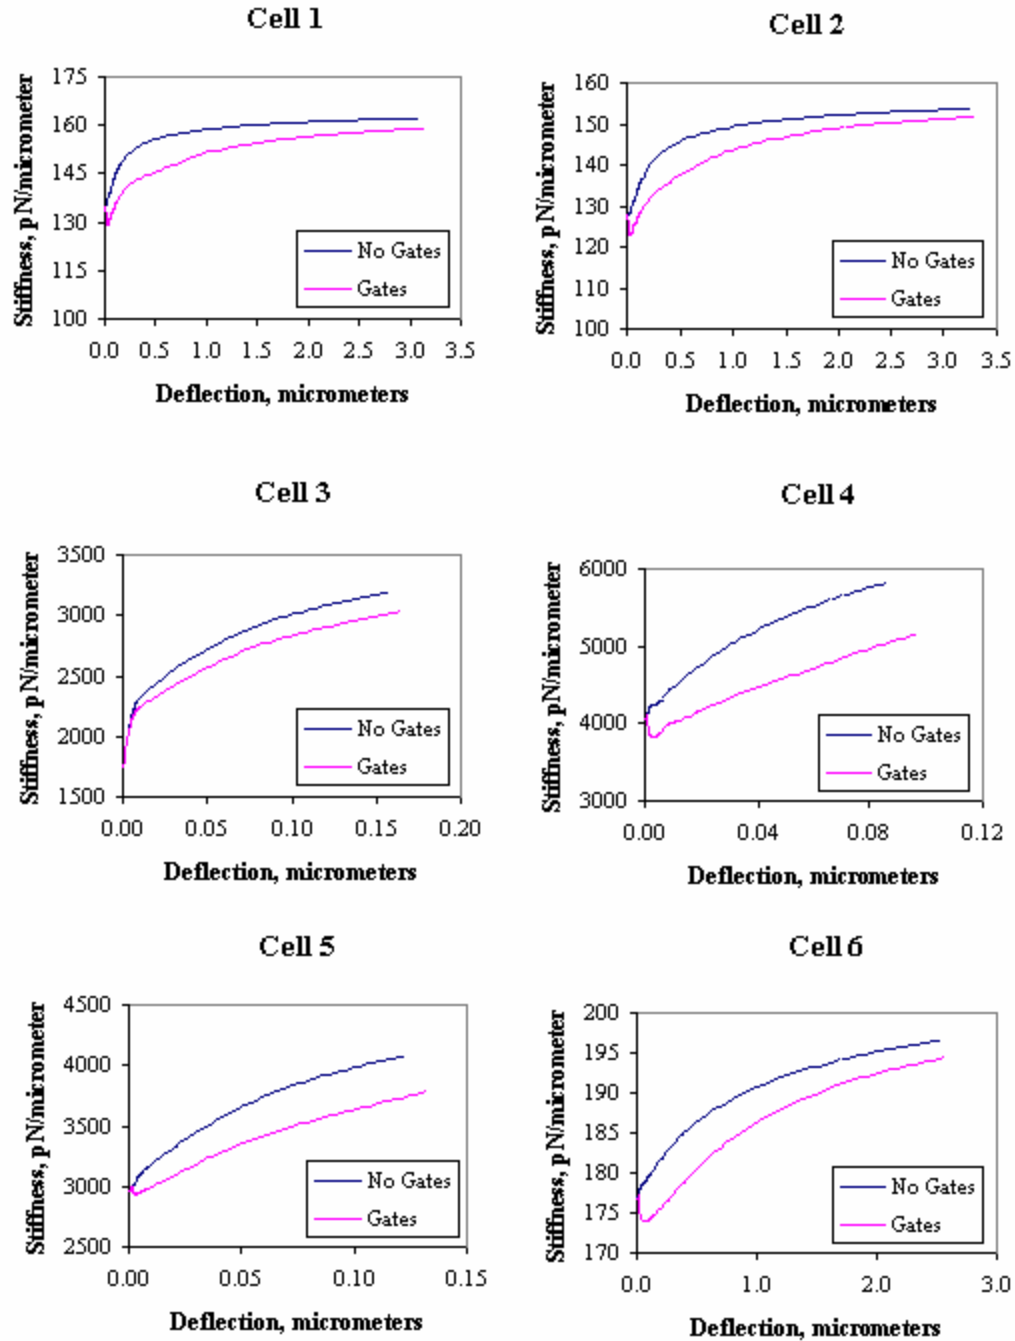 Cell 1
Stiffness, pN/micrometer
175
160
145
130
115
100
No Gates
Gates
0.0 0.5 1.0 1.5 2.0 2.5 3.0 3.5
Deflection, micrometers
Cell 2
Stiffness, pN/micrometer
160
150
140
130
120
110
100
No Gates
Gates
0.0 0.5 1.0 1.5 2.0 2.5 3.0 3.5
Deflection, micrometers
Cell 3
Stiffness, pN/micrometer
3500
3000
2500
2000
1500
No Gates
Gates
0.00 0.05 0.10 0.15 0.20
Deflection, micrometers
Cell 4
Stiffness, pN/micrometer
6000
5000
4000
3000
No Gates
Gates
0.00 0.04 0.08 0.12
Deflection, micrometers
Cell 5
Stiffness, pN/micrometer
4500
4000
3500
3000
2500
No Gates
Gates
0.00 0.05 0.10 0.15
Deflection, micrometers
Cell 6
Stiffness, pN/micrometer
200
195
190
185
180
175
170
No Gates
Gates
0.0 1.0 2.0 3.0
Deflection, micrometers